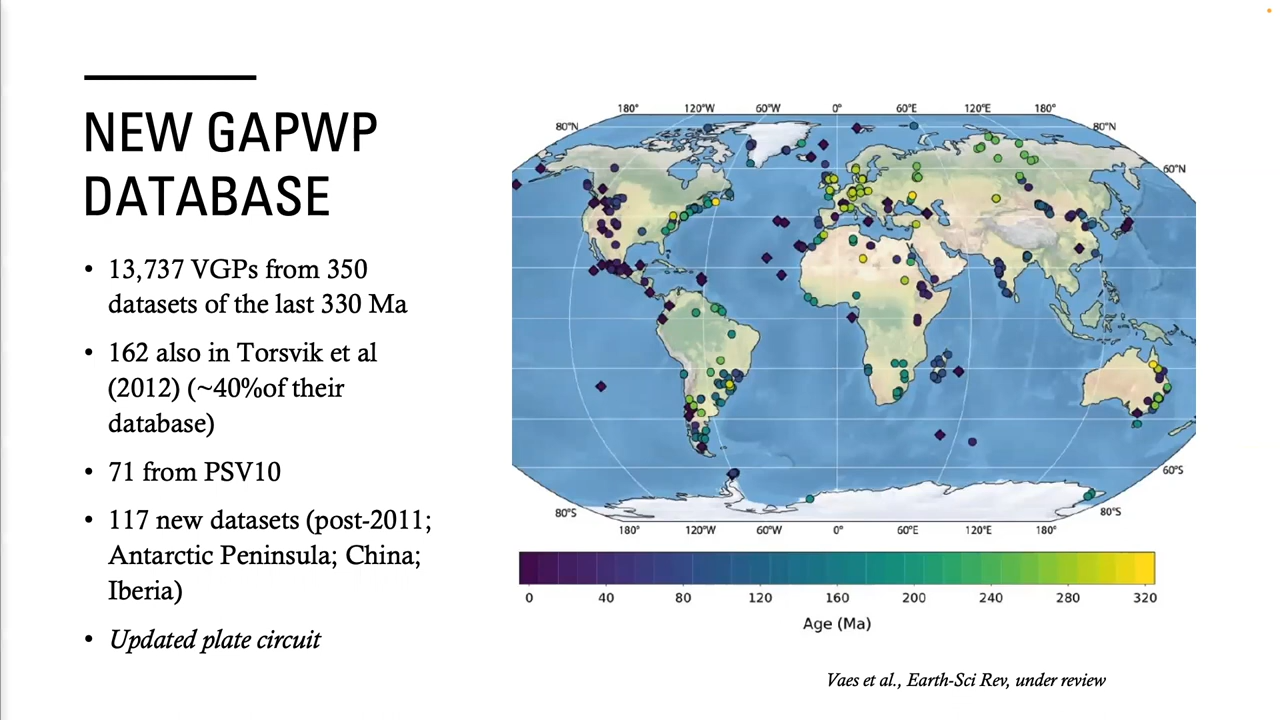 NEW GAPWP
DATABASE
• 13,737 VGPs from 350
datasets of the last 330 Ma
• 162 also in Torsvik et al
(2012) (~40%of their
database)
• 71 from PSV10
• 117 new datasets (post-2011;
Antarctic Peninsula; China;
Iberia)
• Updated plate circuit
180° 120°W 60°W 0° 60°E 120°E 180°
80°N 80°N
60°N
60°S
80°S 80°S
180° 120°W 60°W 0° 60°E 120°E 180°
0 40 80 120 160 200 240 280 320
Age (Ma)
Vaes et al., Earth-Sci Rev, under review